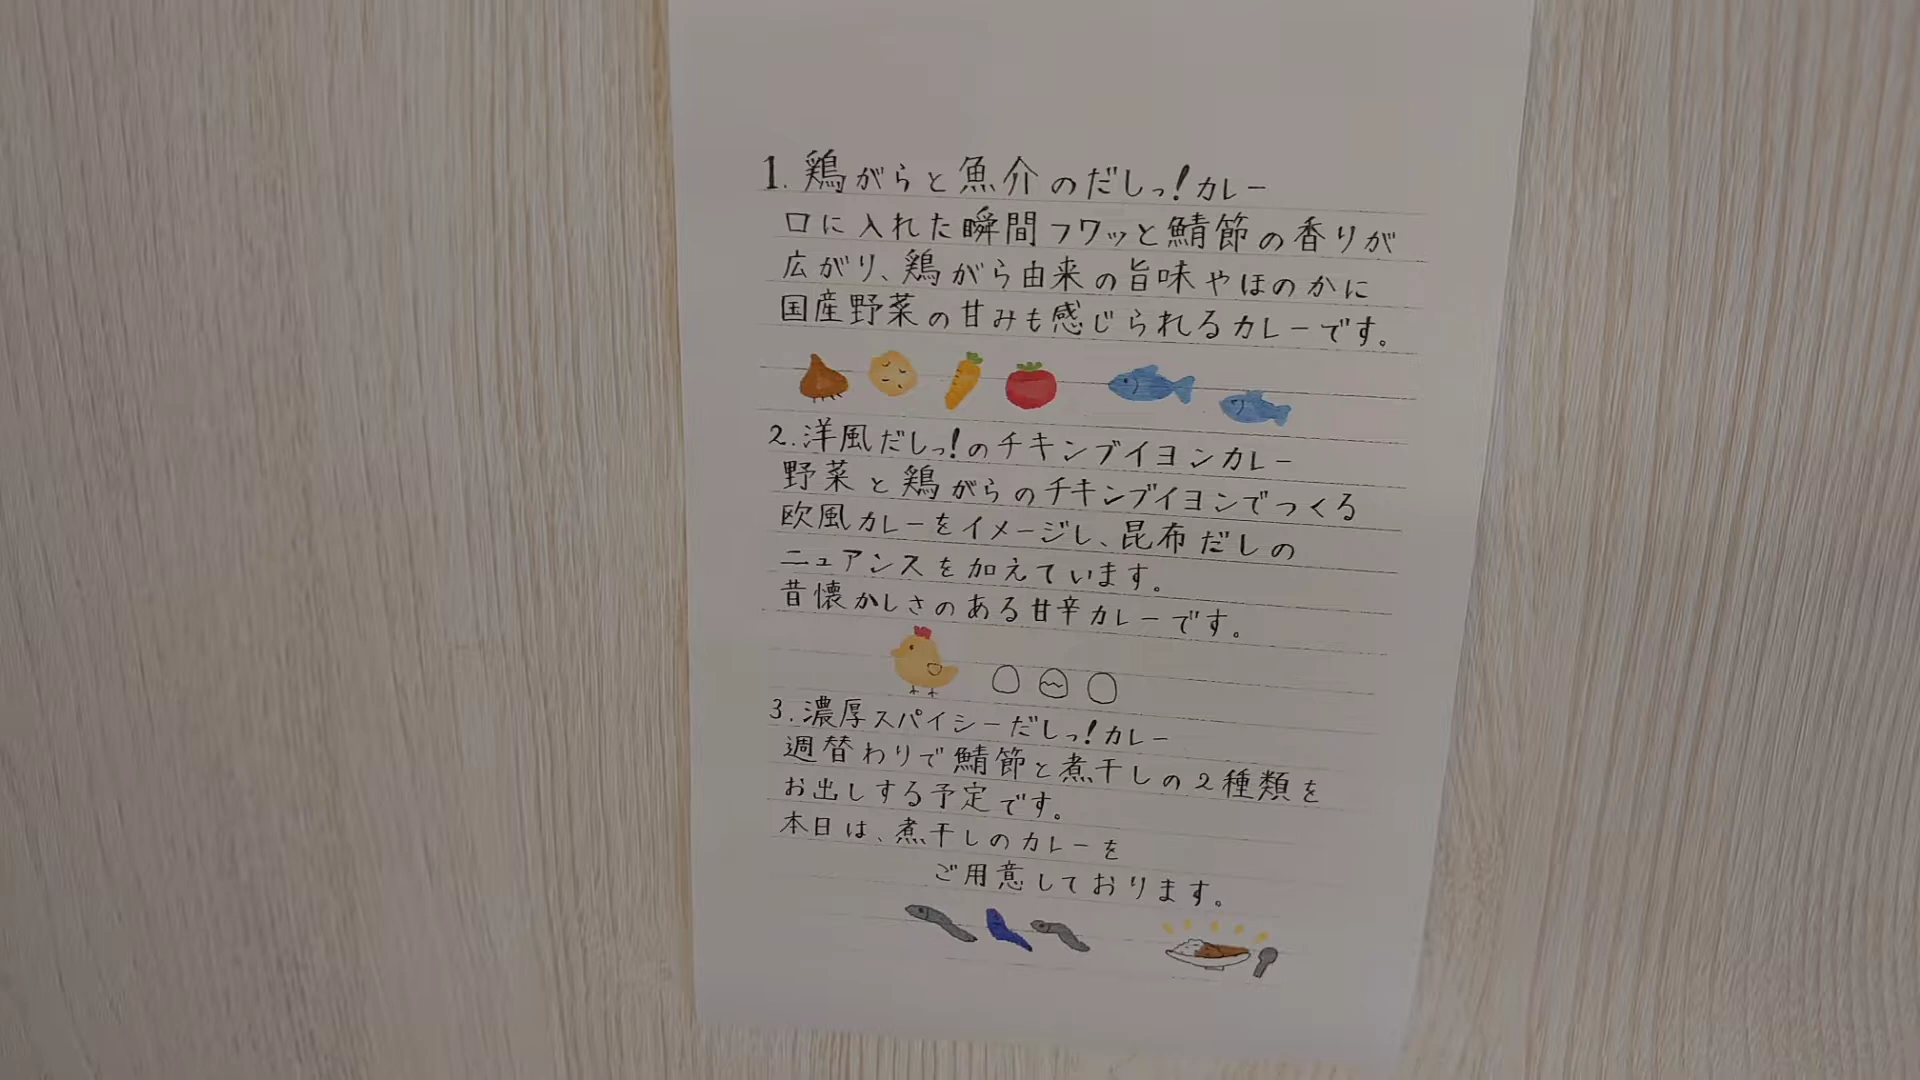 1. 鶏がらと魚介のだしっ!カレー
口に入れた瞬間フワッと鯖節の香りが
広がり、鶏がら由来の旨味やほのかに
国産野菜の甘みも感じられるカレーです。
2. 洋風だしっ!のチキンブイヨンカレー
野菜と鶏がらのチキンブイヨンでつくる
欧風カレーをイメージし、昆布だしの
ニュアンスを加えています。
昔懐かしさのある甘辛カレーです。
3. 濃厚スパイシーだしっ!カレー
週替わりで鯖節と煮干しの2種類を
お出しする予定です。
本日は、煮干しのカレーを
ご用意しております。